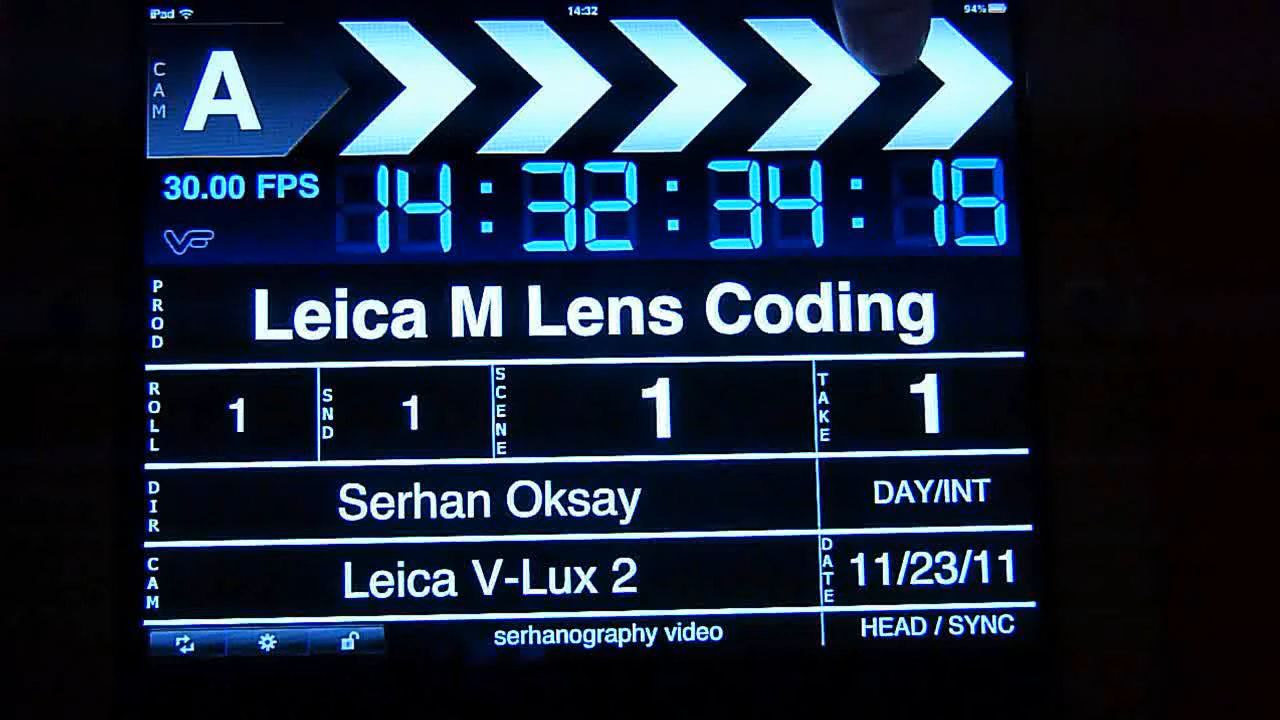 iPad 14:32 94%
CAM A
30.00 FPS 14:32:34:15
PROD Leica M Lens Coding
ROLL 1 SND 1 SCENE 1 TAKE 1
DIR Serhan Oksay DAY/INT
CAM Leica V-Lux 2 DATE 11/23/11
serhanography video HEAD / SYNC